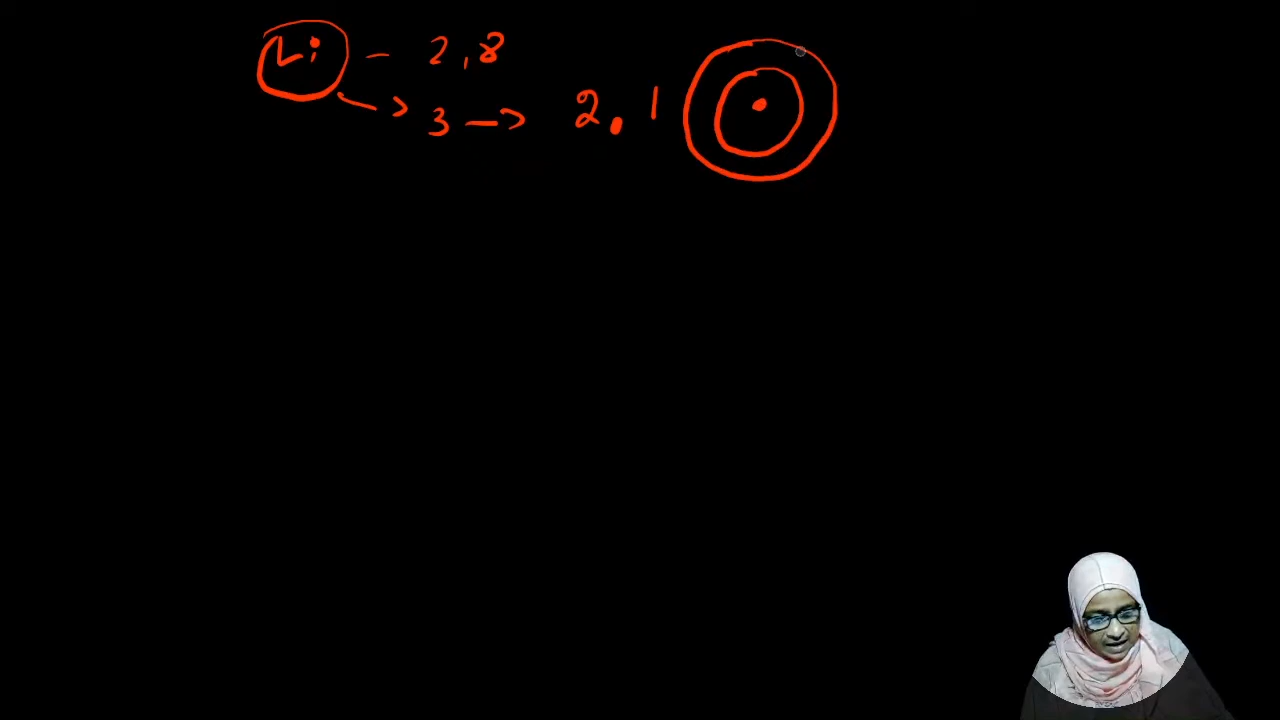 Li - 2,8
→ 3 → 2. 1